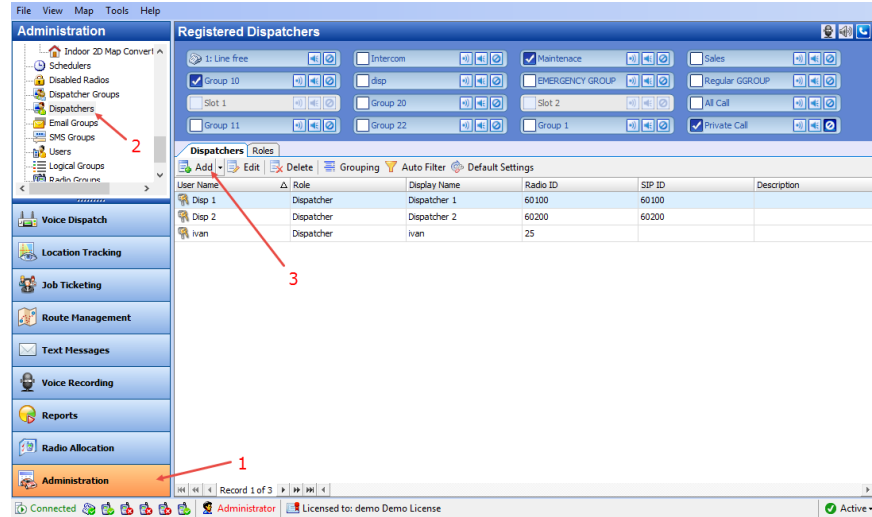 File View Map Tools Help
Administration
Registered Dispatchers
Indoor 2D Map Convert
Schedulers
Disabled Radios
Dispatcher Groups
Dispatchers
Email Groups
SMS Groups
Users
Logical Groups
Radio Groups
2
1: Line free
Intercom
Maintenace
Sales
Group 10
disp
EMERGENCY GROUP
Regular GGROUP
Slot 1
Group 20
Slot 2
All Call
Group 11
Group 22
Group 1
Private Call
Dispatchers Roles
Add Edit Delete Grouping Auto Filter Default Settings
User Name Role Display Name Radio ID SIP ID Description
Disp 1 Dispatcher Dispatcher 1 60100 60100
Disp 2 Dispatcher Dispatcher 2 60200 60200
ivan Dispatcher ivan 25
3
Voice Dispatch
Location Tracking
Job Ticketing
Route Management
Text Messages
Voice Recording
Reports
Radio Allocation
Administration
1
Record 1 of 3
Connected
Administrator
Licensed to: demo Demo License
Active